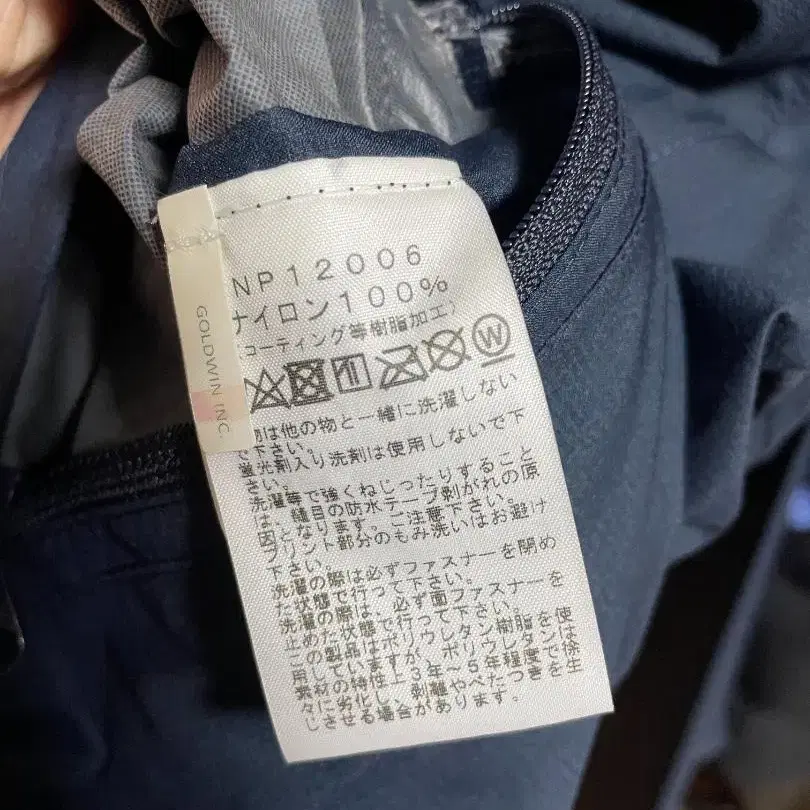 GOLDWIN INC.
NP12006
ナイロン100%
コーティング等樹脂加工）
W
物は他の物と一緒に洗濯しない
で下さい。
蛍光剤入り洗剤は使用しないで下
さい。
洗濯等で強くねじったりすること
は、縫目の防水テープ剥がれの原
因となります。ご注意下さい。
プリント部分のもみ洗いはお避け
下さい。
洗濯の際は必ずファスナーを閉め
た状態で行って下さい。
洗濯の際は、必ず面ファスナーを
止めた状態で行って下さい。
この製品はポリウレタン樹脂を使
用していますが、ポリウレタンは
素材の特性上3年～5年程度で徐
々に劣化し、剥離やべたつきを生
じさせる場合があります。